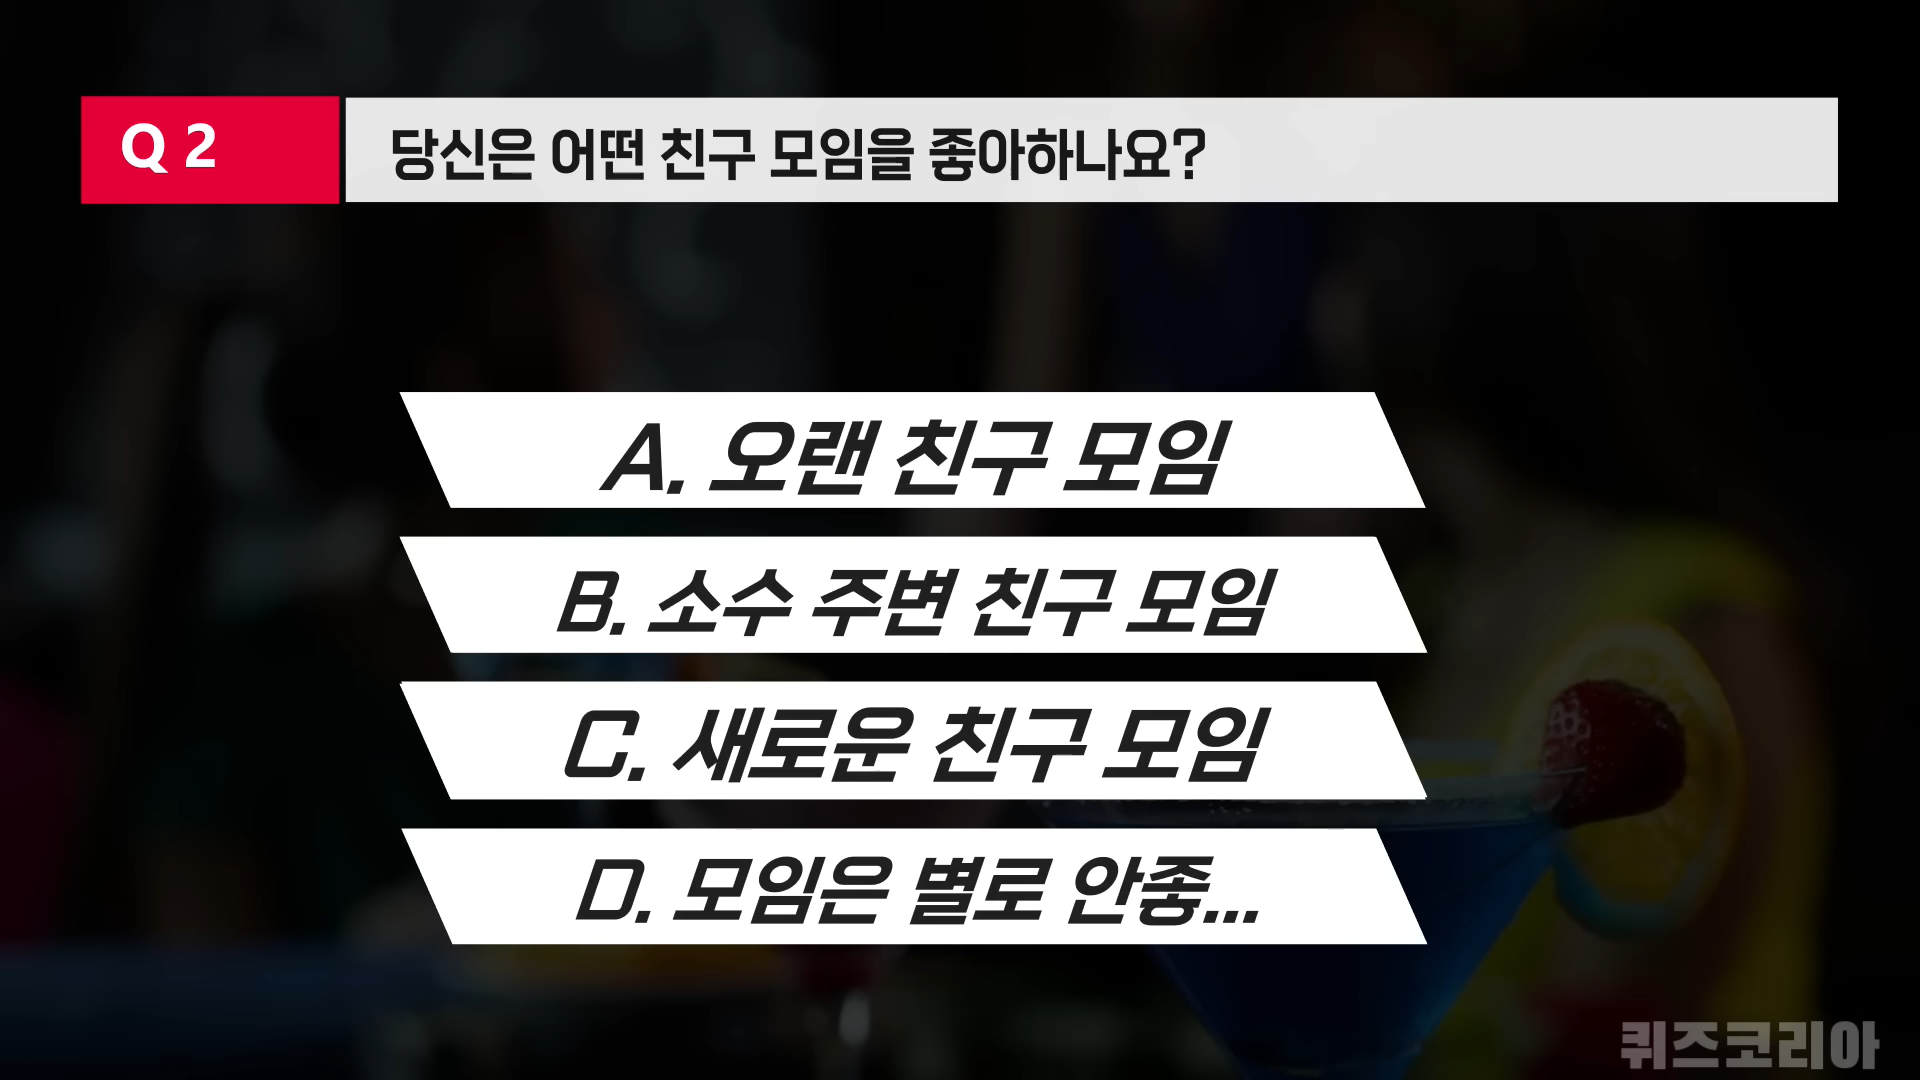 Q 2
당신은 어떤 친구 모임을 좋아하나요?
A. 오랜 친구 모임
B. 소수 주변 친구 모임
C. 새로운 친구 모임
D. 모임은 별로 안좋...
퀴즈코리아